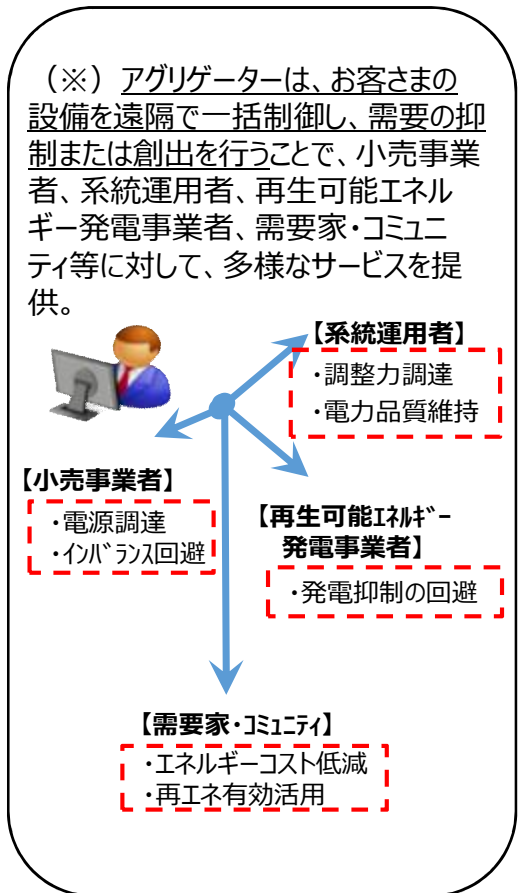 （※）アグリゲーターは、お客さまの
設備を遠隔で一括制御し、需要の抑
制または創出を行うことで、小売事業
者、系統運用者、再生可能エネル
ギー発電事業者、需要家・コミュニ
ティ等に対して、多様なサービスを提
供。
【系統運用者】
・調整力調達
・電力品質維持
【小売事業者】
・電源調達
・ｲﾝﾊﾞﾗﾝｽ回避
【再生可能ｴﾈﾙｷﾞｰ
発電事業者】
・発電抑制の回避
【需要家・ｺﾐｭﾆﾃｨ】
・エネルギーコスト低減
・再エネ有効活用